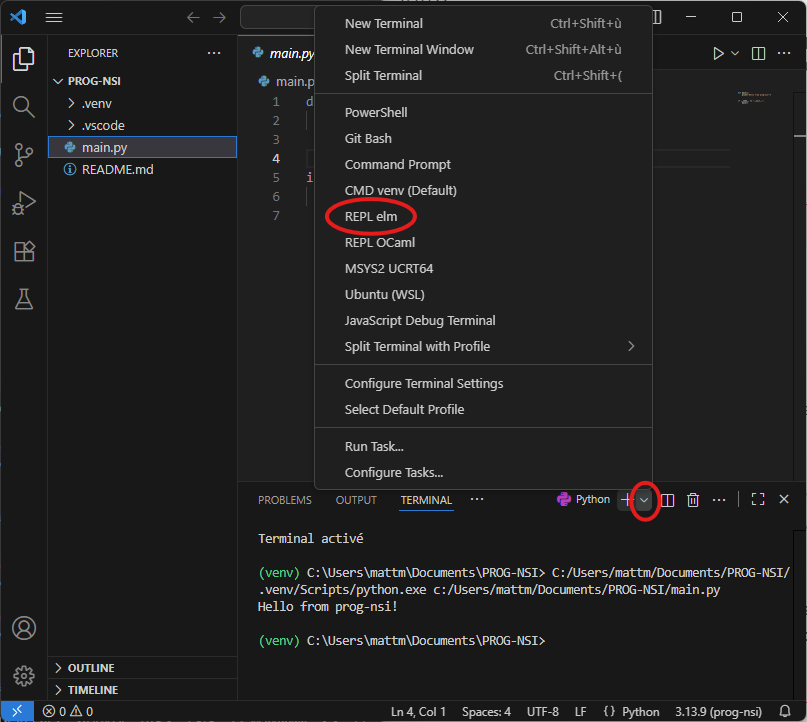 EXPLORER
PROG-NSI
.venv
.vscode
main.py
README.md
OUTLINE
TIMELINE
main.py
main.p
1 d
2
3
4
5 i
6
7
New Terminal Ctrl+Shift+ù
New Terminal Window Ctrl+Shift+Alt+ù
Split Terminal Ctrl+Shift+(
PowerShell
Git Bash
Command Prompt
CMD venv (Default)
REPL elm
REPL OCaml
MSYS2 UCRT64
Ubuntu (WSL)
JavaScript Debug Terminal
Split Terminal with Profile
Configure Terminal Settings
Select Default Profile
Run Task...
Configure Tasks...
PROBLEMS OUTPUT TERMINAL Python
Terminal activé
(venv) C:\Users\mattm\Documents\PROG-NSI> C:/Users/mattm/Documents/PROG-NSI/
.venv/Scripts/python.exe c:/Users/mattm/Documents/PROG-NSI/main.py
Hello from prog-nsi!
(venv) C:\Users\mattm\Documents\PROG-NSI>
0 0 Ln 4, Col 1 Spaces: 4 UTF-8 LF {} Python 3.13.9 (prog-nsi)